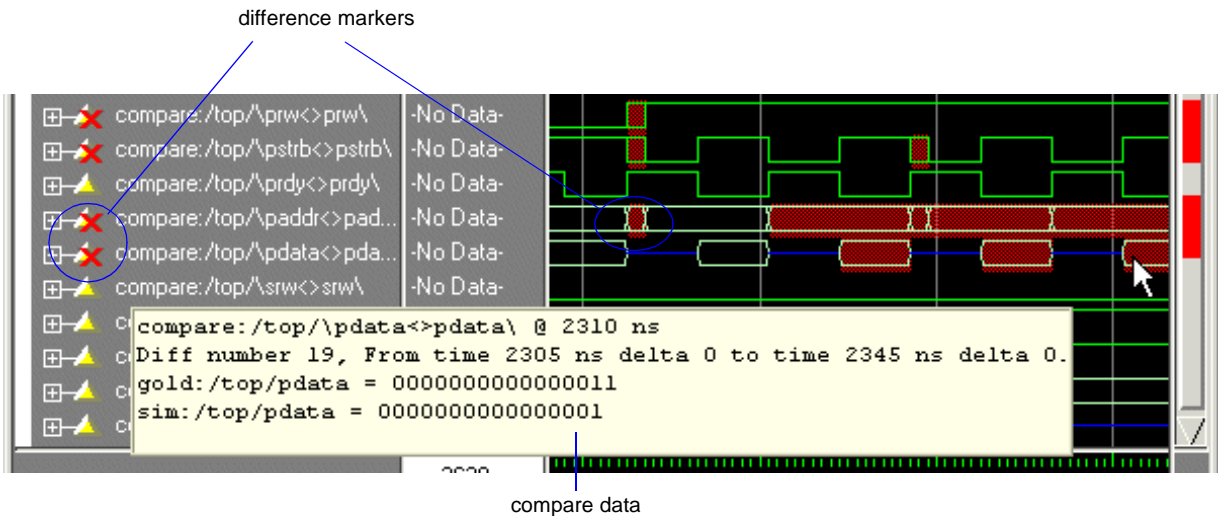 difference markers
compare:/top/\prw<>prw\ -No Data-
compare:/top/\pstrb<>pstrb\ -No Data-
compare:/top/\prdy<>prdy\ -No Data-
compare:/top/\paddr<>pad... -No Data-
compare:/top/\pdata<>pda... -No Data-
compare:/top/\srw<>srw\ -No Data-
compare:/top/\pdata<>pdata\ @ 2310 ns
Diff number 19, From time 2305 ns delta 0 to time 2345 ns delta 0.
gold:/top/pdata = 0000000000000011
sim:/top/pdata = 0000000000000001
compare data